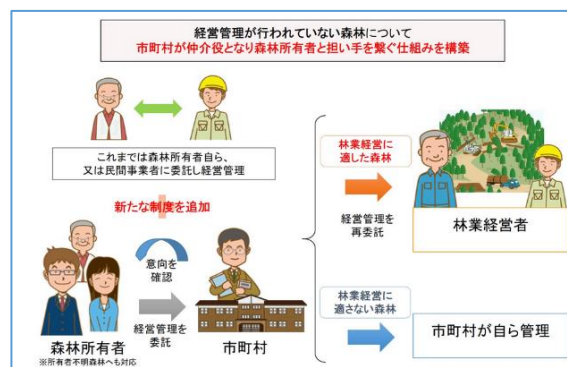 経営管理が行われていない森林について
市町村が仲介役となり森林所有者と担い手を繋ぐ仕組みを構築
これまでは森林所有者自ら、
又は民間事業者に委託し経営管理
新たな制度を追加
意向を
確認
経営管理を
委託
森林所有者
※所有者不明森林へも対応
市町村
林業経営に
適した森林
経営管理を
再委託
林業経営者
林業経営に
適さない森林
市町村が自ら管理